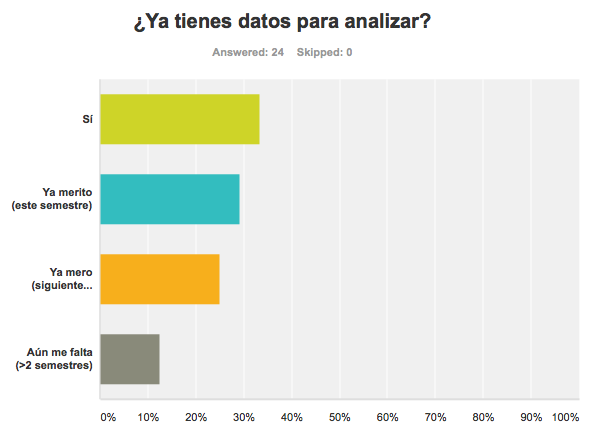 ¿Ya tienes datos para analizar?
Answered: 24 Skipped: 0
Sí
Ya merito
(este semestre)
Ya mero
(siguiente...
Aún me falta
(>2 semestres)
0% 10% 20% 30% 40% 50% 60% 70% 80% 90% 100%